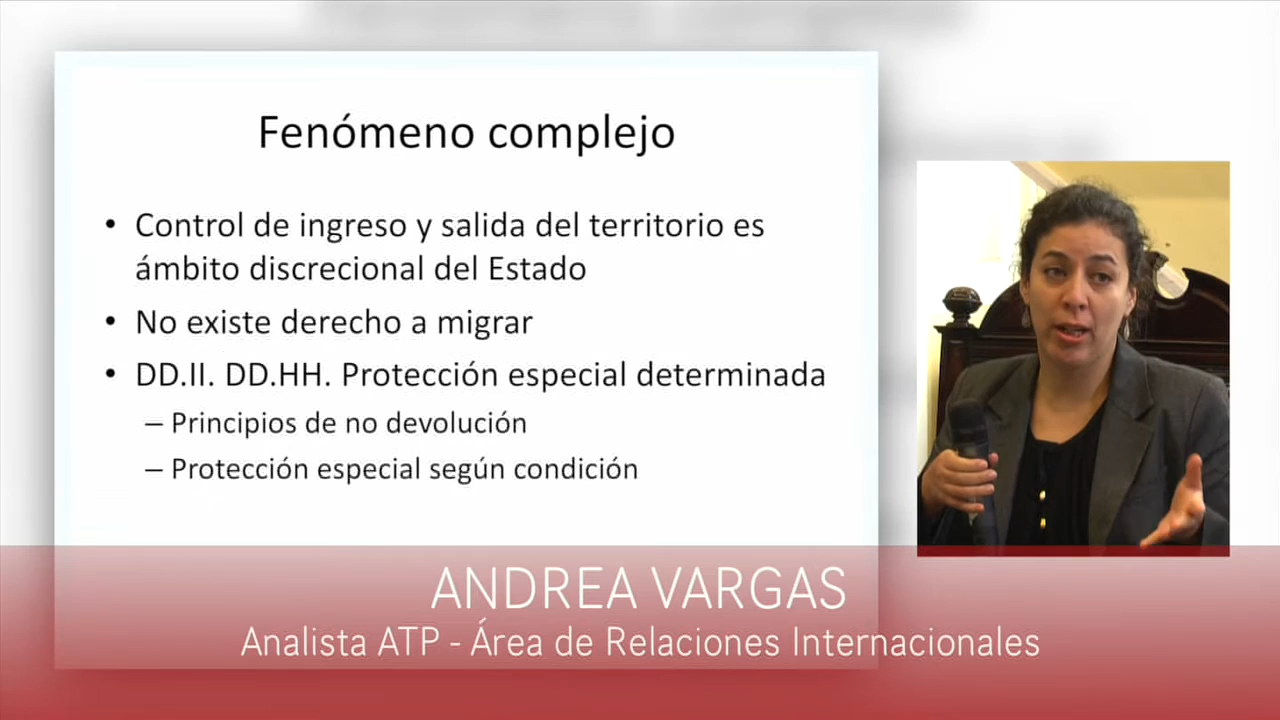 Fenómeno complejo
• Control de ingreso y salida del territorio es
ámbito discrecional del Estado
• No existe derecho a migrar
• DD.II. DD.HH. Protección especial determinada
– Principios de no devolución
– Protección especial según condición
ANDREA VARGAS
Analista ATP - Área de Relaciones Internacionales